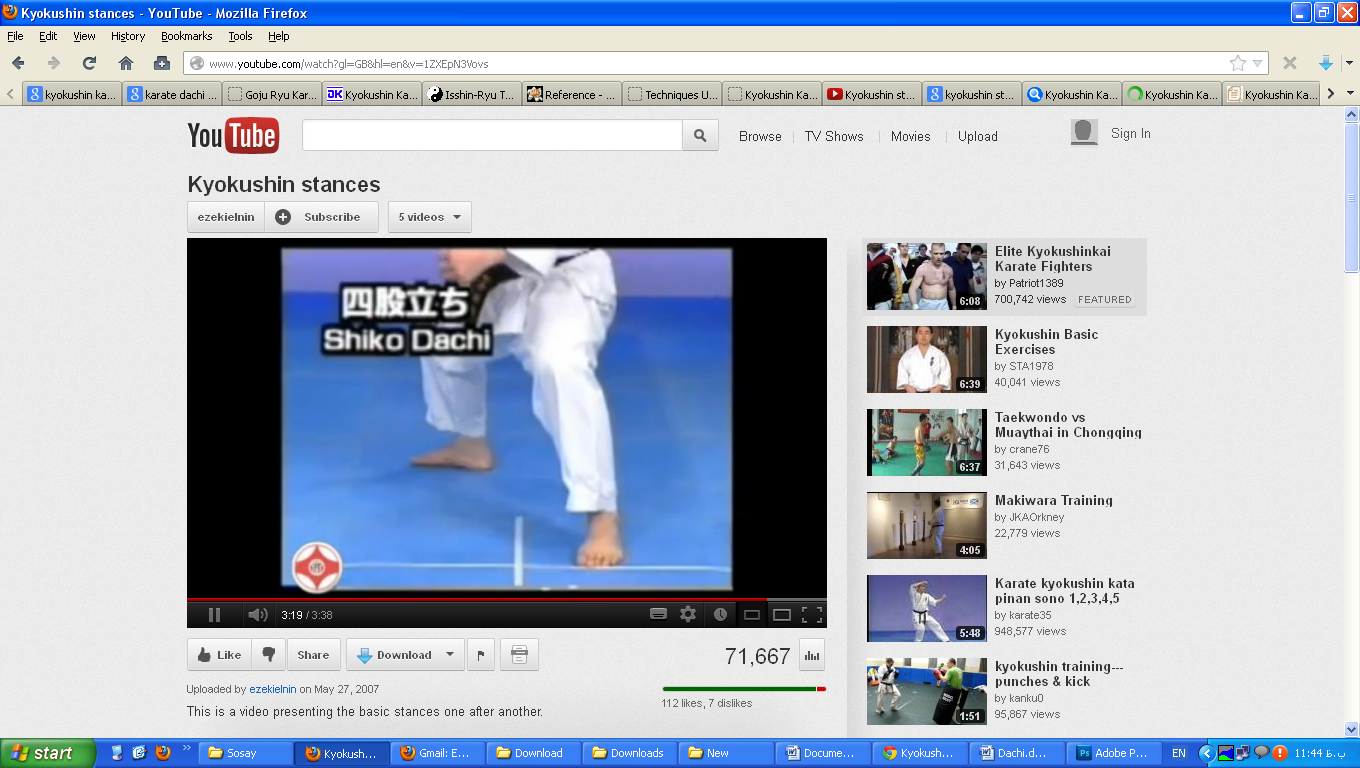 Kyokushin stances - YouTube - Mozilla Firefox
File Edit View History Bookmarks Tools Help
www.youtube.com/watch?gl=GB&hl=en&v=1ZXEpN3Vovs
kyokushin ka... karate dachi ... Goju Ryu Kar... Kyokushin Ka... Isshin-Ryu T... Reference - ... Techniques U... Kyokushin Ka... Kyokushin st... kyokushin st... Kyokushin Ka... Kyokushin Ka... Kyokushin Ka...
YouTube
Browse TV Shows Movies Upload Sign In
Kyokushin stances
ezekielnin Subscribe 5 videos
四股立ち
Shiko Dachi
3:19 / 3:38
Like Share Download
71,667
Uploaded by ezekielnin on May 27, 2007
112 likes, 7 dislikes
This is a video presenting the basic stances one after another.
6:08
Elite Kyokushinkai
Karate Fighters
by Patriot1389
700,742 views FEATURED
6:39
Kyokushin Basic
Exercises
by STA1978
40,041 views
6:37
Taekwondo vs
Muaythai in Chongqing
by crane76
31,643 views
4:05
Makiwara Training
by JKAOrkney
22,779 views
5:48
Karate kyokushin kata
pinan sono 1,2,3,4,5
by karate35
948,577 views
1:51
kyokushin training---
punches & kick
by kanku0
95,867 views
start Sosay Kyokush... Gmail: E... Download Downloads New Docume... Kyokush... Dachi.d... Adobe P... EN 11:44 ب.ظ